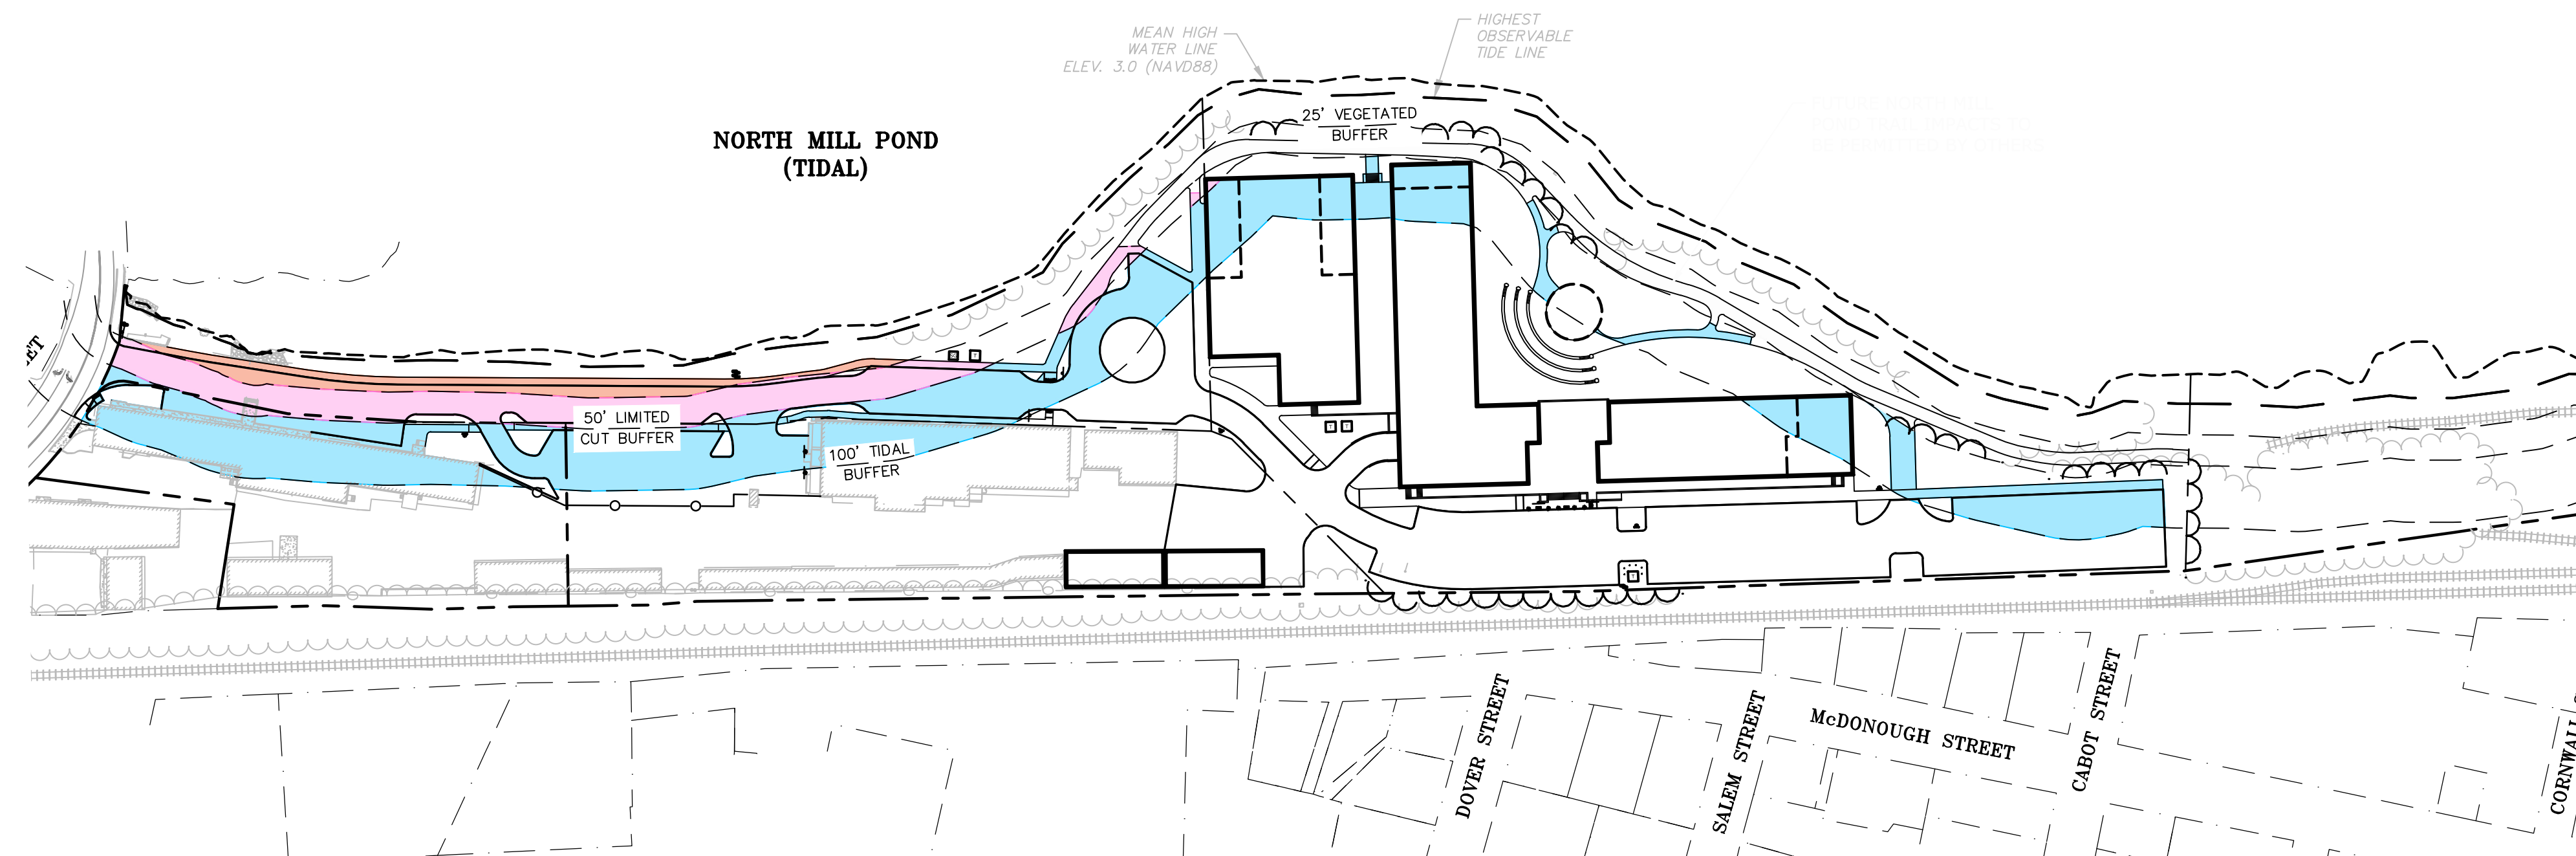 MEAN HIGH
WATER LINE
ELEV. 3.0 (NAVD88)
HIGHEST
OBSERVABLE
TIDE LINE
25' VEGETATED
BUFFER
NORTH MILL POND
(TIDAL)
50' LIMITED
CUT BUFFER
100' TIDAL
BUFFER
DOVER STREET
SALEM STREET
McDONOUGH STREET
CABOT STREET
CORNWALL